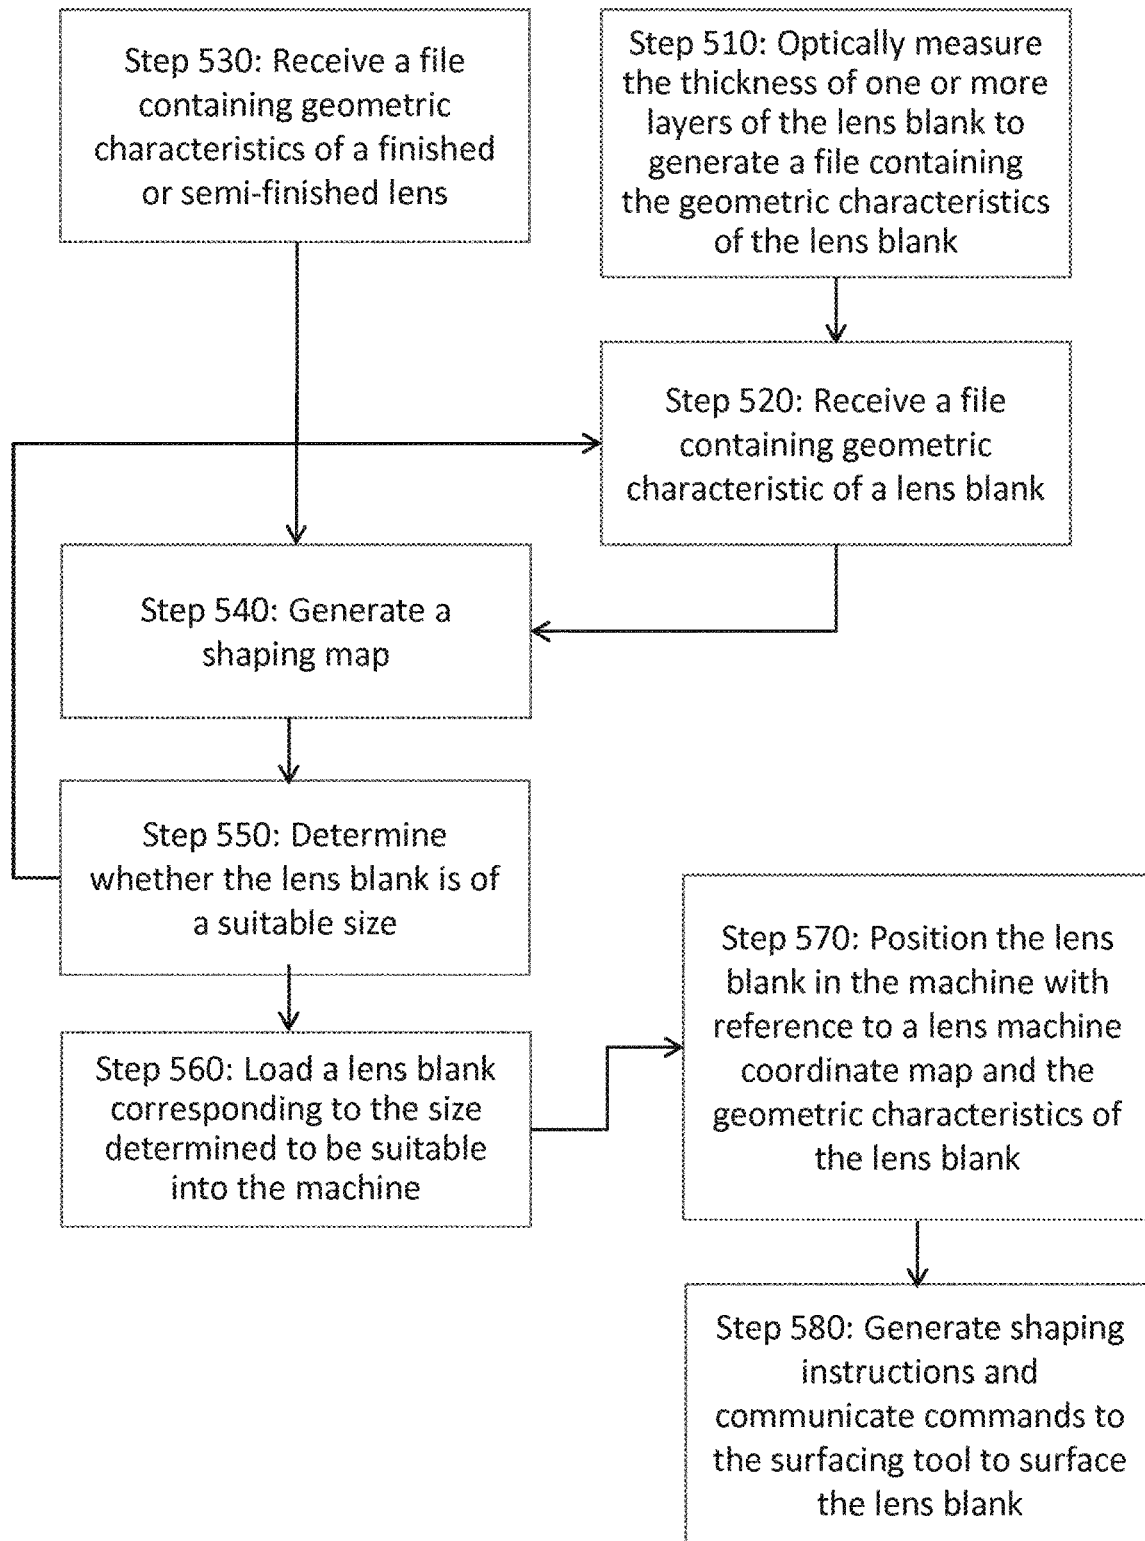 Step 530: Receive a file
containing geometric
characteristics of a finished
or semi-finished lens
Step 510: Optically measure
the thickness of one or more
layers of the lens blank to
generate a file containing
the geometric characteristics
of the lens blank
Step 520: Receive a file
containing geometric
characteristic of a lens blank
Step 540: Generate a
shaping map
Step 550: Determine
whether the lens blank is of
a suitable size
Step 560: Load a lens blank
corresponding to the size
determined to be suitable
into the machine
Step 570: Position the lens
blank in the machine with
reference to a lens machine
coordinate map and the
geometric characteristics of
the lens blank
Step 580: Generate shaping
instructions and
communicate commands to
the surfacing tool to surface
the lens blank